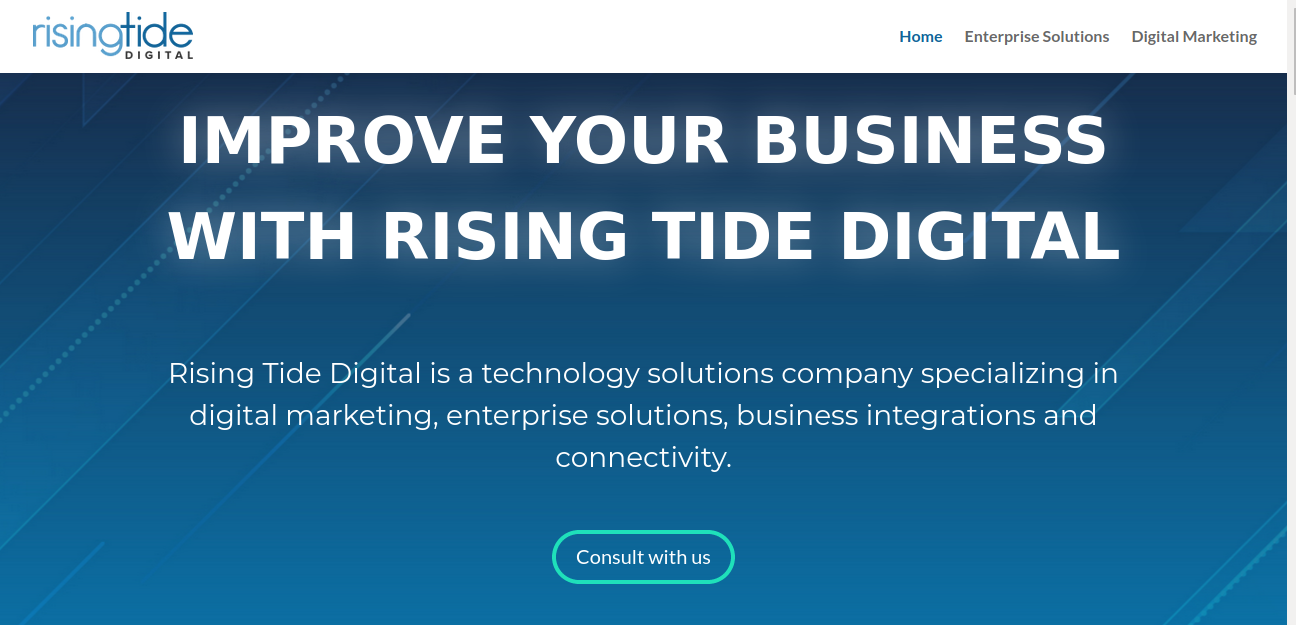 risingtide
DIGITAL
Home Enterprise Solutions Digital Marketing
IMPROVE YOUR BUSINESS
WITH RISING TIDE DIGITAL
Rising Tide Digital is a technology solutions company specializing in
digital marketing, enterprise solutions, business integrations and
connectivity.
Consult with us